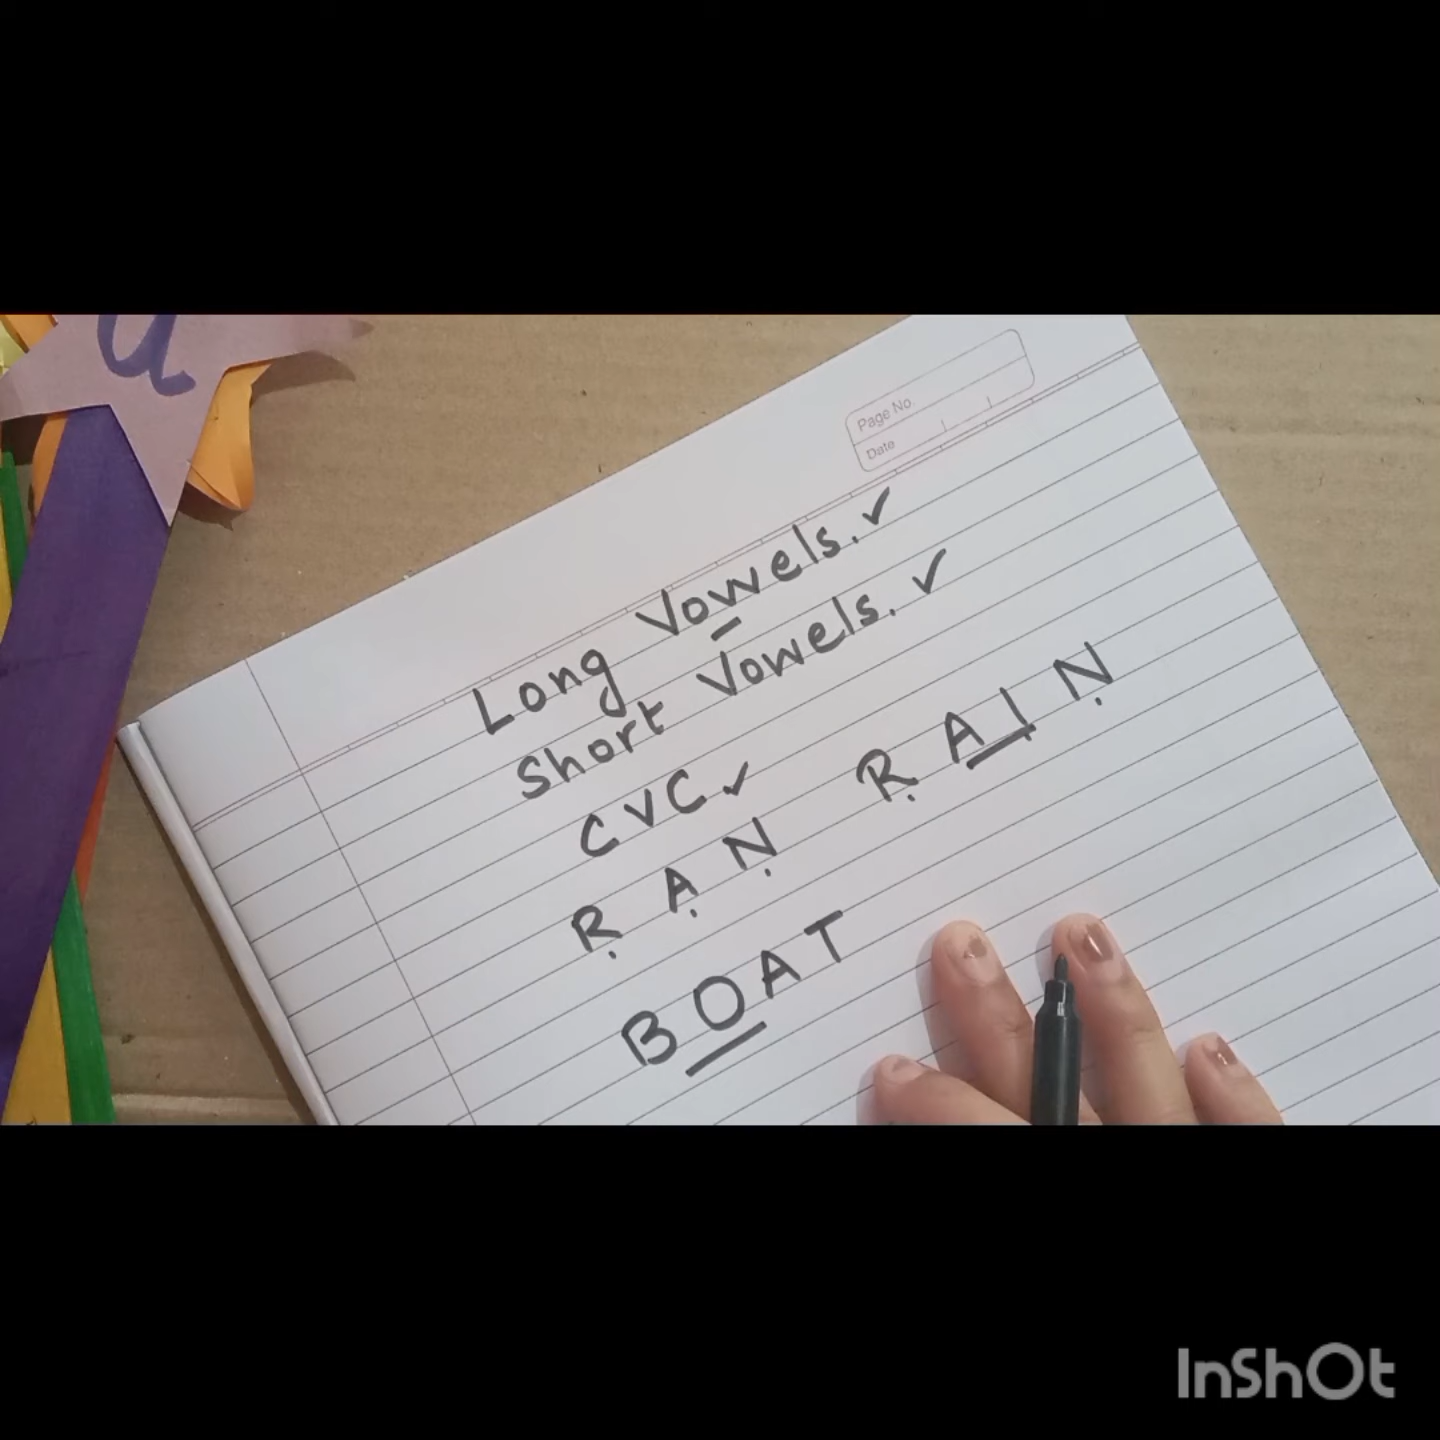 a
Page No.
Date
Long Vowels. ✓
Short Vowels. ✓
CVC ✓
RAN RAIN
BOAT
InShOt